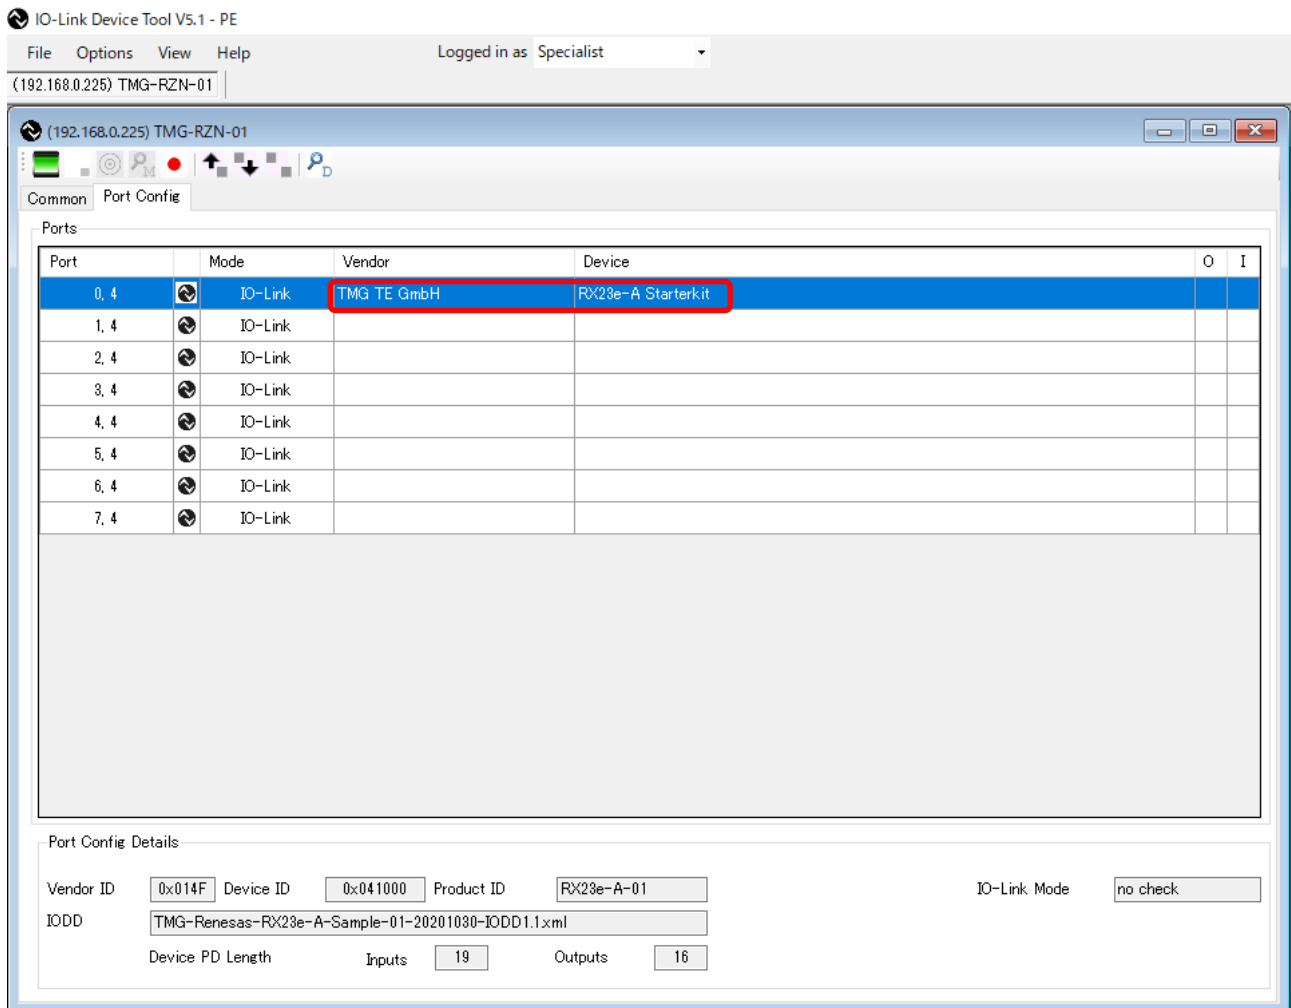 IO-Link Device Tool V5.1 - PE
File Options View Help Logged in as Specialist
(192.168.0.225) TMG-RZN-01
(192.168.0.225) TMG-RZN-01
M D
Common Port Config
Ports
Port Mode Vendor Device O I
0, 4 IO-Link TMG TE GmbH RX23e-A Starterkit
1, 4 IO-Link
2, 4 IO-Link
3, 4 IO-Link
4, 4 IO-Link
5, 4 IO-Link
6, 4 IO-Link
7, 4 IO-Link
Port Config Details
Vendor ID 0x014F Device ID 0x041000 Product ID RX23e-A-01 IO-Link Mode no check
IODD TMG-Renesas-RX23e-A-Sample-01-20201030-IODD1.1.xml
Device PD Length Inputs 19 Outputs 16